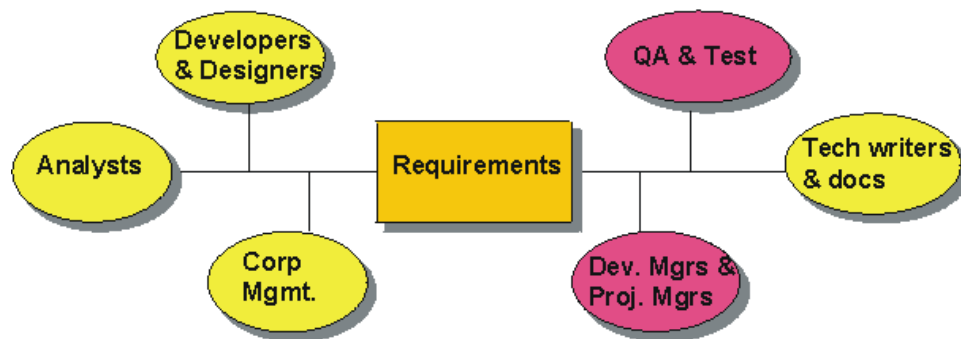 Developers
& Designers
QA & Test
Analysts
Requirements
Tech writers
& docs
Corp
Mgmt.
Dev. Mgrs &
Proj. Mgrs